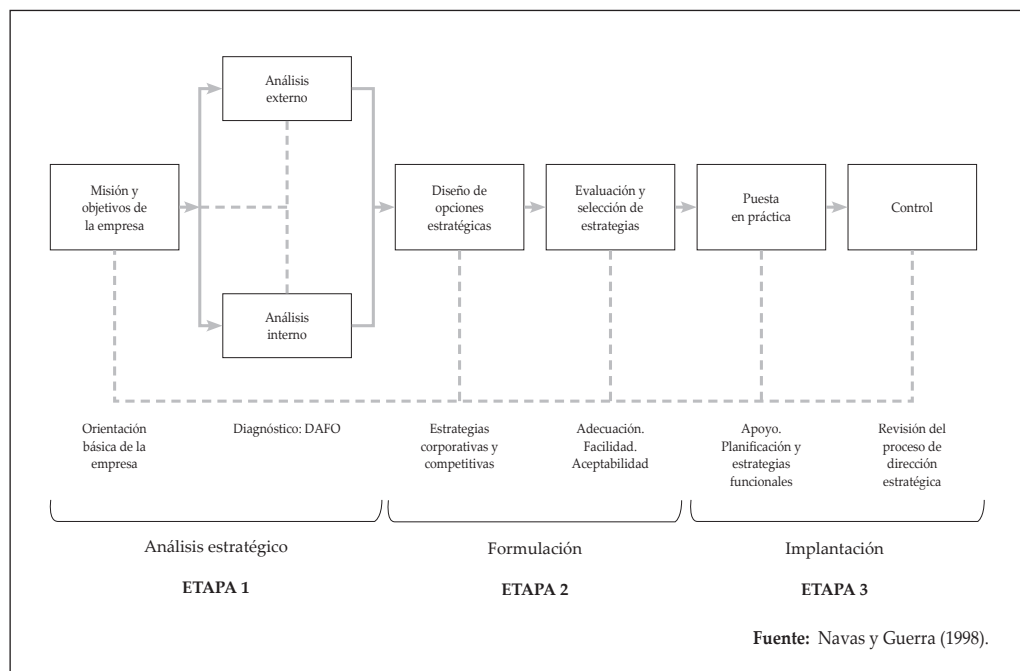 Análisis
externo
Misión y
objetivos de
la empresa
Diseño de
opciones
estratégicas
Evaluación y
selección de
estrategias
Puesta
en práctica
Control
Análisis
interno
Orientación
básica de la
empresa
Diagnóstico: DAFO
Estrategias
corporativas y
competitivas
Adecuación.
Facilidad.
Aceptabilidad
Apoyo.
Planificación y
estrategias
funcionales
Revisión del
proceso de
dirección
estratégica
Análisis estratégico
Formulación
Implantación
ETAPA 1
ETAPA 2
ETAPA 3
Fuente: Navas y Guerra (1998).